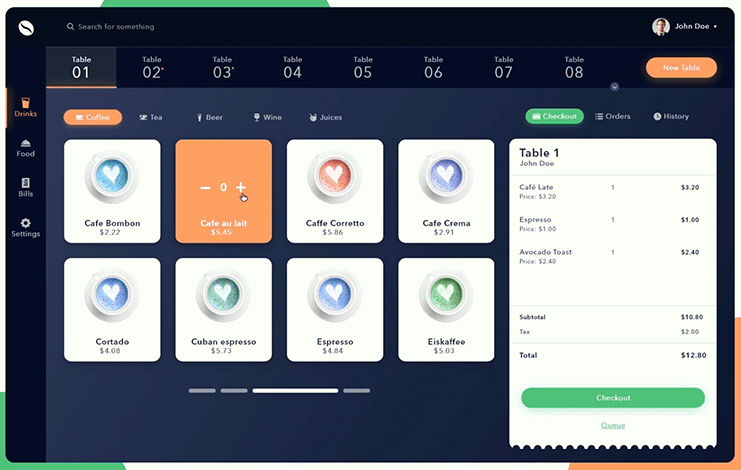 Search for something
John Doe
Table 01
Table 02*
Table 03*
Table 04
Table 05
Table 06
Table 07
Table 08
New Table
Drinks
Food
Bills
Settings
Coffee
Tea
Beer
Wine
Juices
Checkout
Orders
History
Cafe Bombon
$2.22
0
Cafe au lait
$5.45
Caffe Corretto
$5.86
Cafe Crema
$2.91
Cortado
$4.08
Cuban espresso
$5.73
Espresso
$4.84
Eiskaffee
$5.03
Table 1
John Doe
Café Late 1 $3.20
Price: $3.20
Espresso 1 $1.00
Price: $1.00
Avocado Toast 1 $2.40
Price: $2.40
Subtotal $10.80
Tax $2.00
Total $12.80
Checkout
Queue